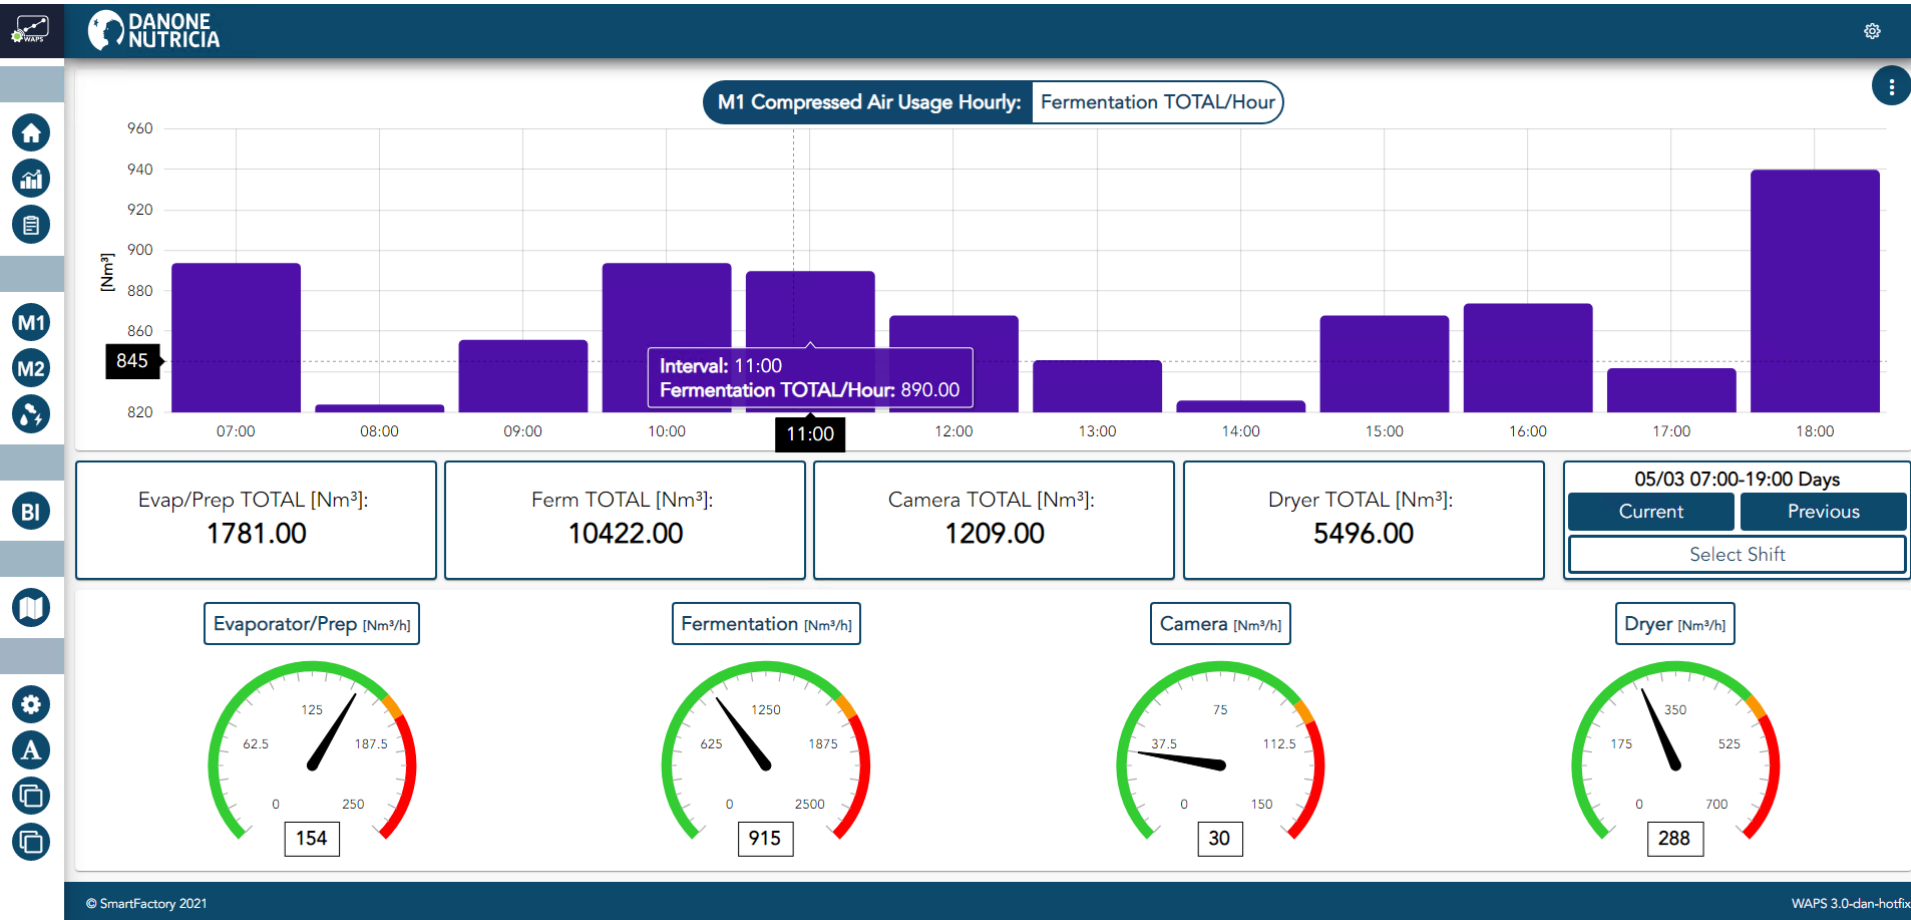 WAPS
DANONE
NUTRICIA
M1 Compressed Air Usage Hourly: Fermentation TOTAL/Hour
960
940
920
900
880
860
845
820
[Nm³]
Interval: 11:00
Fermentation TOTAL/Hour: 890.00
07:00 08:00 09:00 10:00 11:00 12:00 13:00 14:00 15:00 16:00 17:00 18:00
M1
M2
BI
A
Evap/Prep TOTAL [Nm³]:
1781.00
Ferm TOTAL [Nm³]:
10422.00
Camera TOTAL [Nm³]:
1209.00
Dryer TOTAL [Nm³]:
5496.00
05/03 07:00-19:00 Days
Current Previous
Select Shift
Evaporator/Prep [Nm³/h]
0 62.5 125 187.5 250
154
Fermentation [Nm³/h]
0 625 1250 1875 2500
915
Camera [Nm³/h]
0 37.5 75 112.5 150
30
Dryer [Nm³/h]
0 175 350 525 700
288
© SmartFactory 2021
WAPS 3.0-dan-hotfix